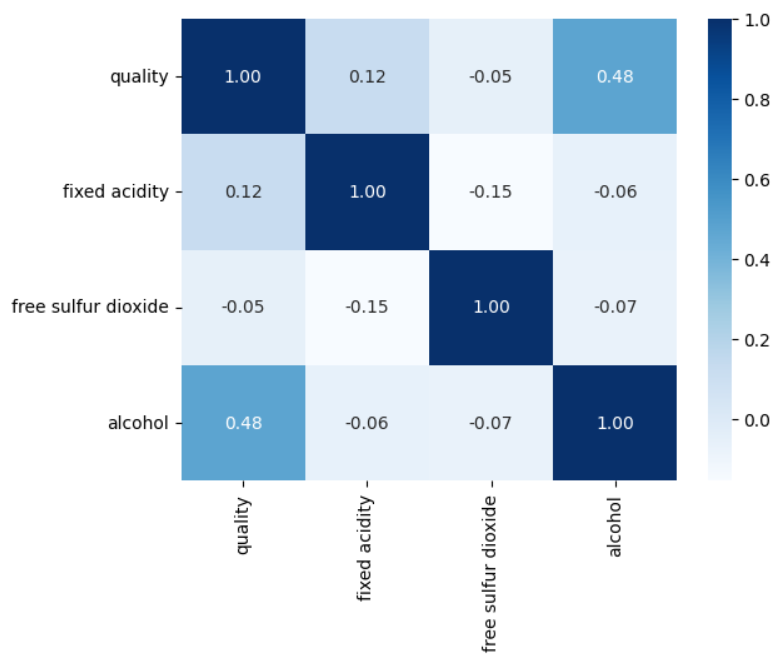 1.0
quality 1.00 0.12 -0.05 0.48
0.8
fixed acidity 0.12 1.00 -0.15 -0.06
0.6
0.4
free sulfur dioxide -0.05 -0.15 1.00 -0.07
0.2
alcohol 0.48 -0.06 -0.07 1.00
0.0
quality
fixed acidity
free sulfur dioxide
alcohol